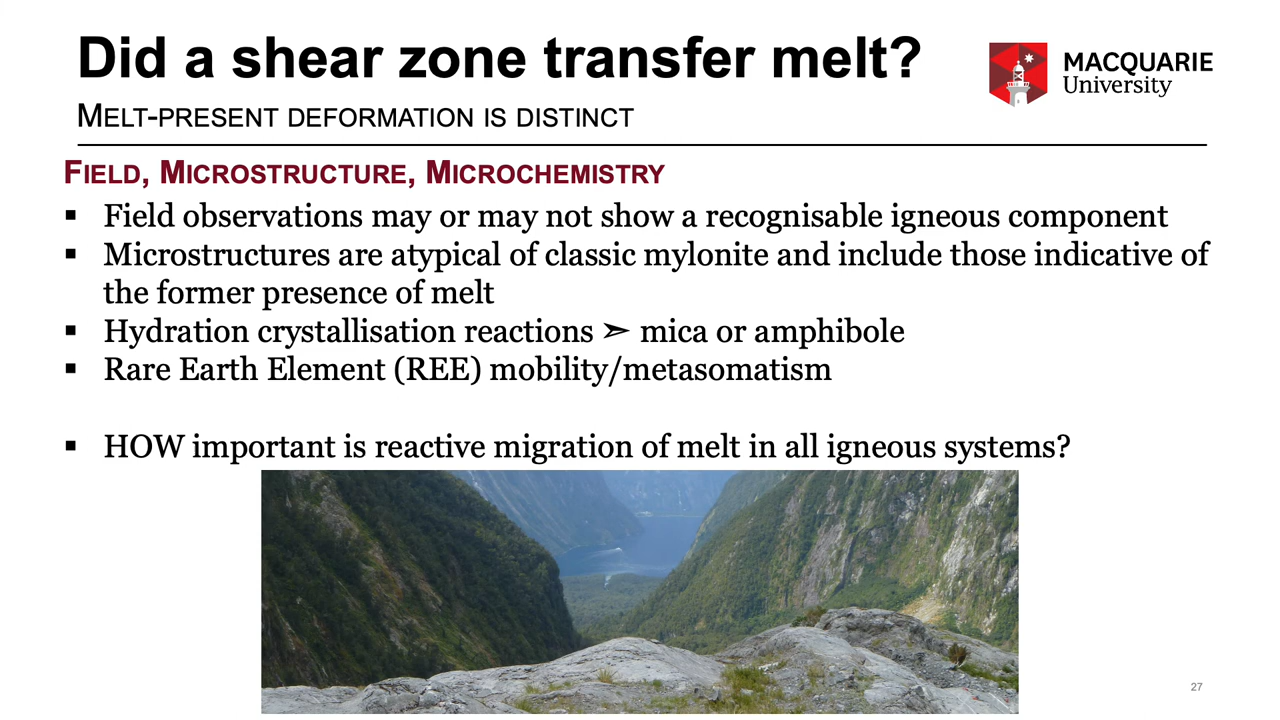 Did a shear zone transfer melt?
MACQUARIE
University
MELT-PRESENT DEFORMATION IS DISTINCT
FIELD, MICROSTRUCTURE, MICROCHEMISTRY
▪ Field observations may or may not show a recognisable igneous component
▪ Microstructures are atypical of classic mylonite and include those indicative of
the former presence of melt
▪ Hydration crystallisation reactions ➣ mica or amphibole
▪ Rare Earth Element (REE) mobility/metasomatism
▪ HOW important is reactive migration of melt in all igneous systems?
27